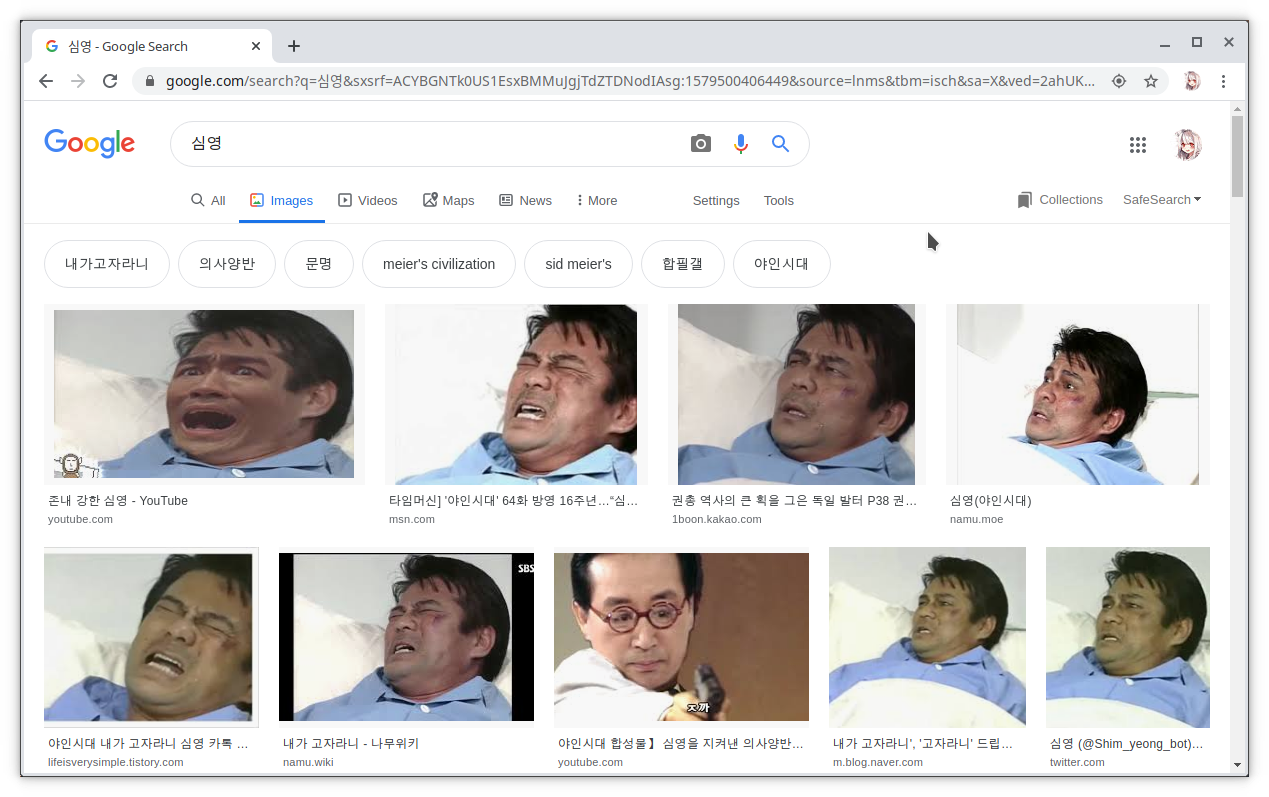 심영 - Google Search
google.com/search?q=심영&sxsrf=ACYBGNTk0US1EsxBMMuJgjTdZTDNodIAsg:1579500406449&source=lnms&tbm=isch&sa=X&ved=2ahUK...
Google
심영
All
Images
Videos
Maps
News
More
Settings
Tools
Collections
SafeSearch
내가고자라니
의사양반
문명
meier's civilization
sid meier's
합필갤
야인시대
존내 강한 심영 - YouTube
youtube.com
타임머신] '야인시대' 64화 방영 16주년…“심...
msn.com
권총 역사의 큰 획을 그은 독일 발터 P38 권...
1boon.kakao.com
심영(야인시대)
namu.moe
SBS
ㅈ까
야인시대 내가 고자라니 심영 카톡 ...
lifeisverysimple.tistory.com
내가 고자라니 - 나무위키
namu.wiki
야인시대 합성물】 심영을 지켜낸 의사양반...
youtube.com
내가 고자라니', '고자라니' 드립...
m.blog.naver.com
심영 (@Shim_yeong_bot)...
twitter.com